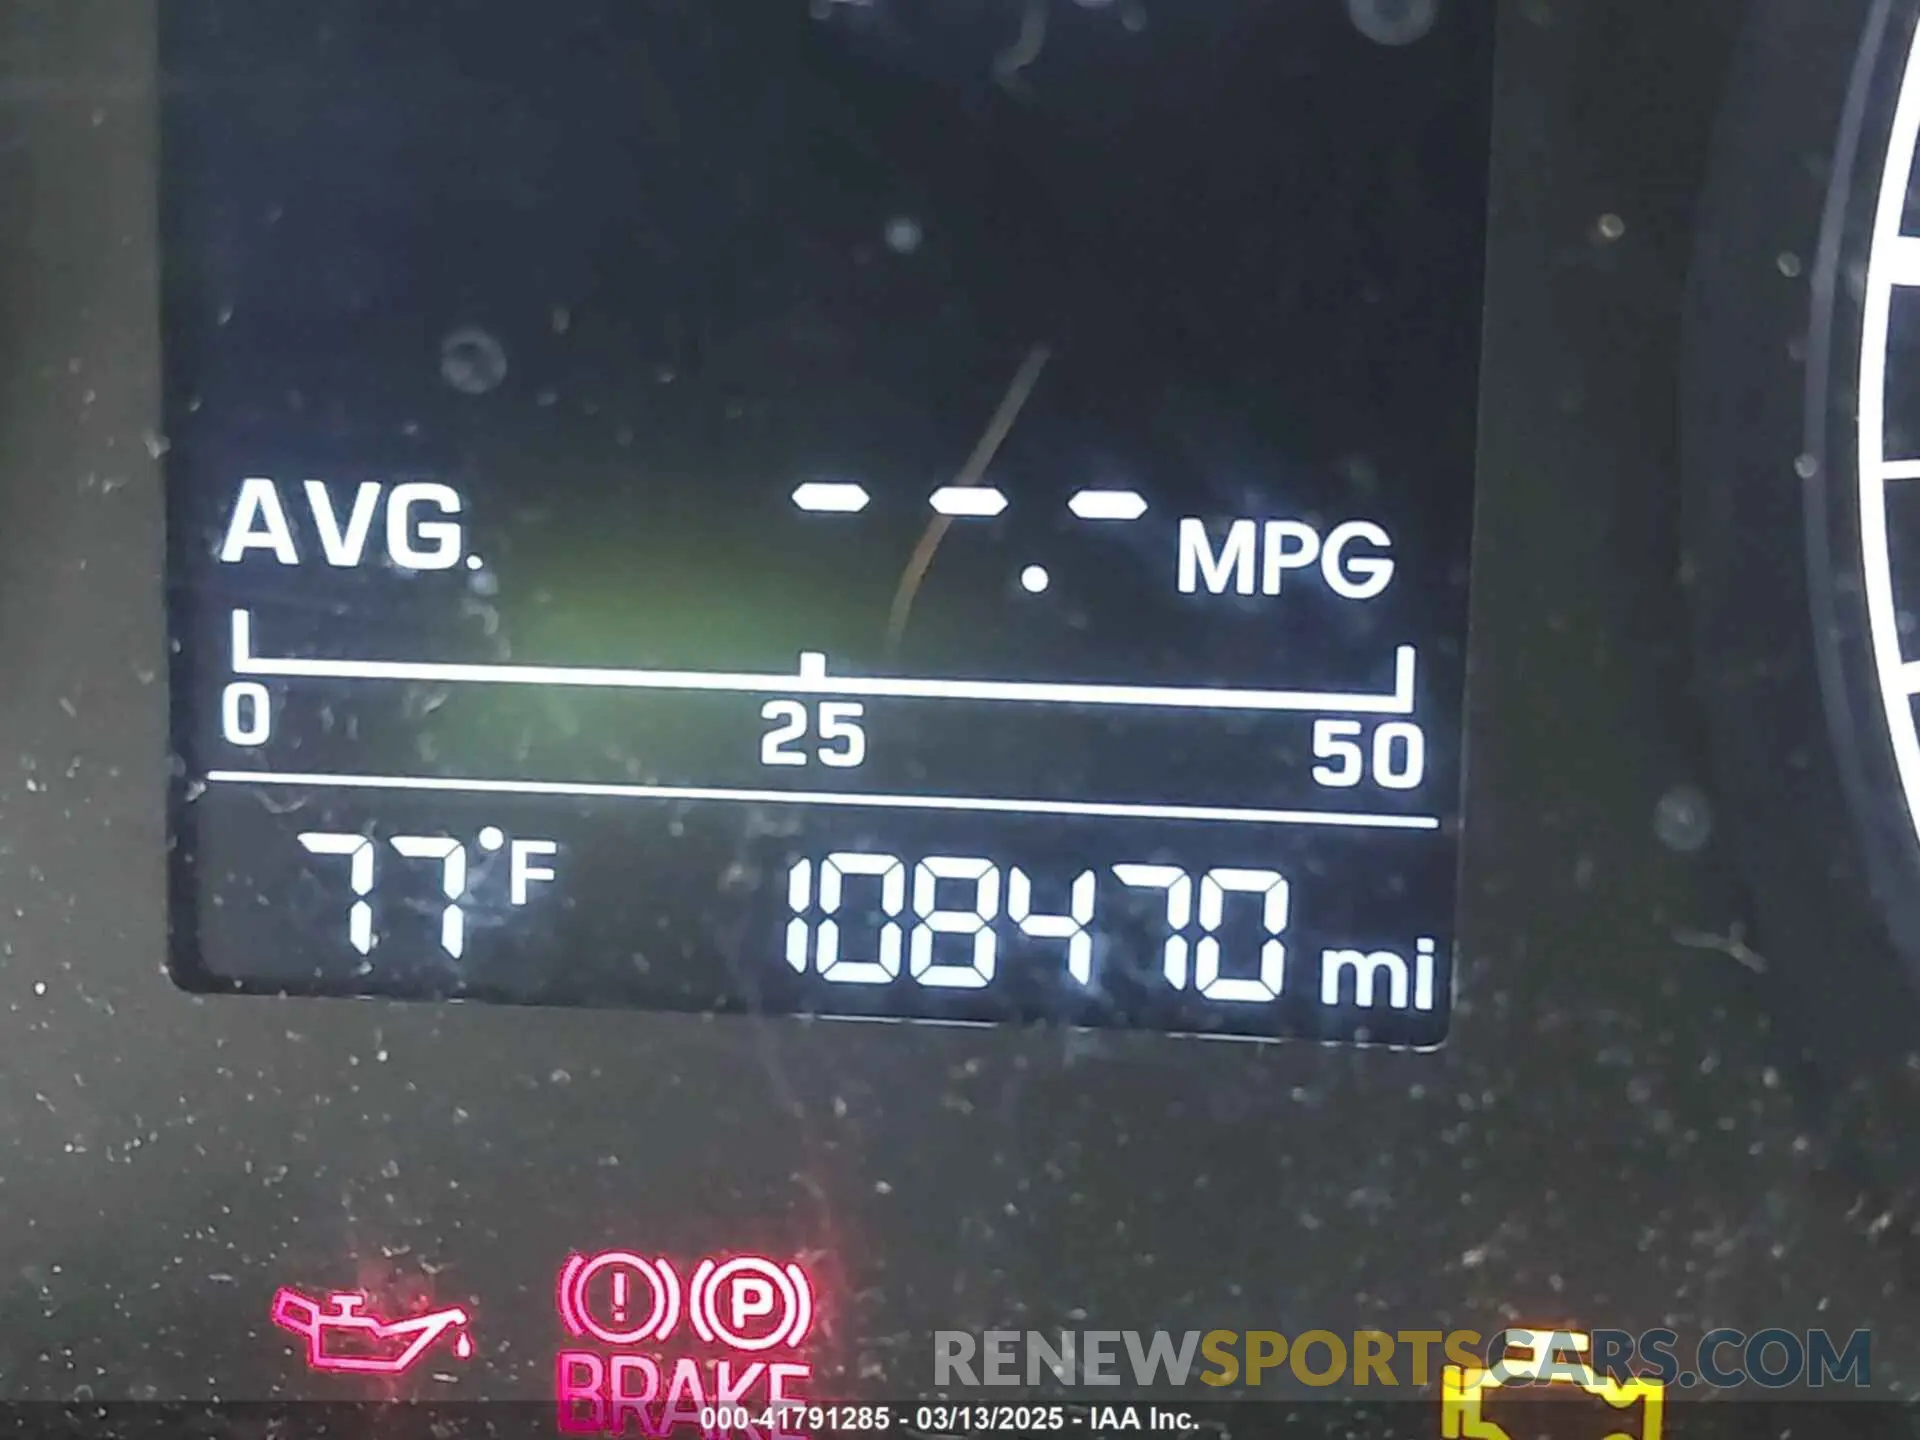 AVG. --.- MPG
0 25 50
77°F 108470 mi
! P
BRAKE
RENEWSPORTSCARS.COM
000-41791285 - 03/13/2025 - IAA Inc.